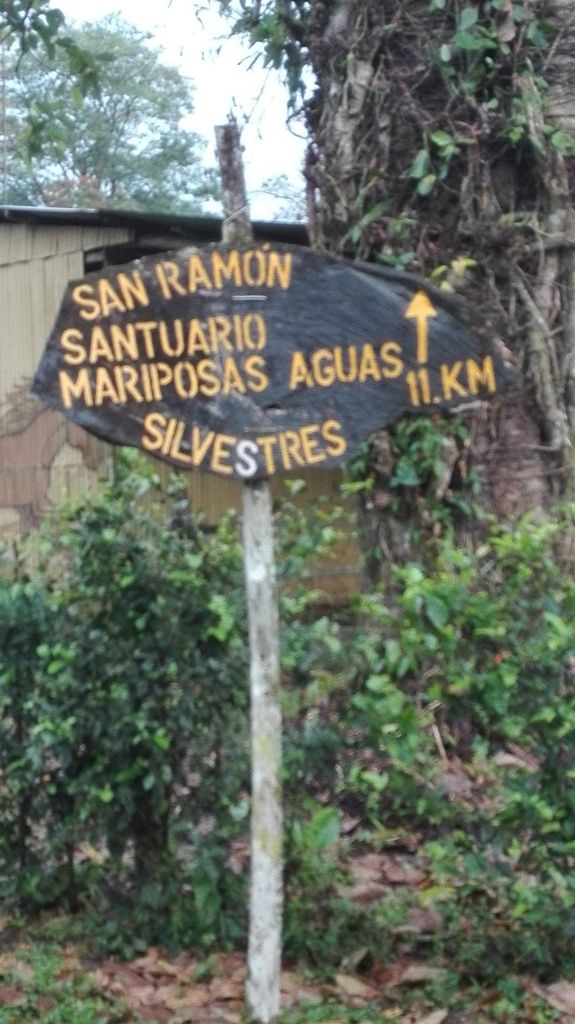 SAN RAMÓN
SANTUARIO
MARIPOSAS AGUAS 11.KM
SILVESTRES